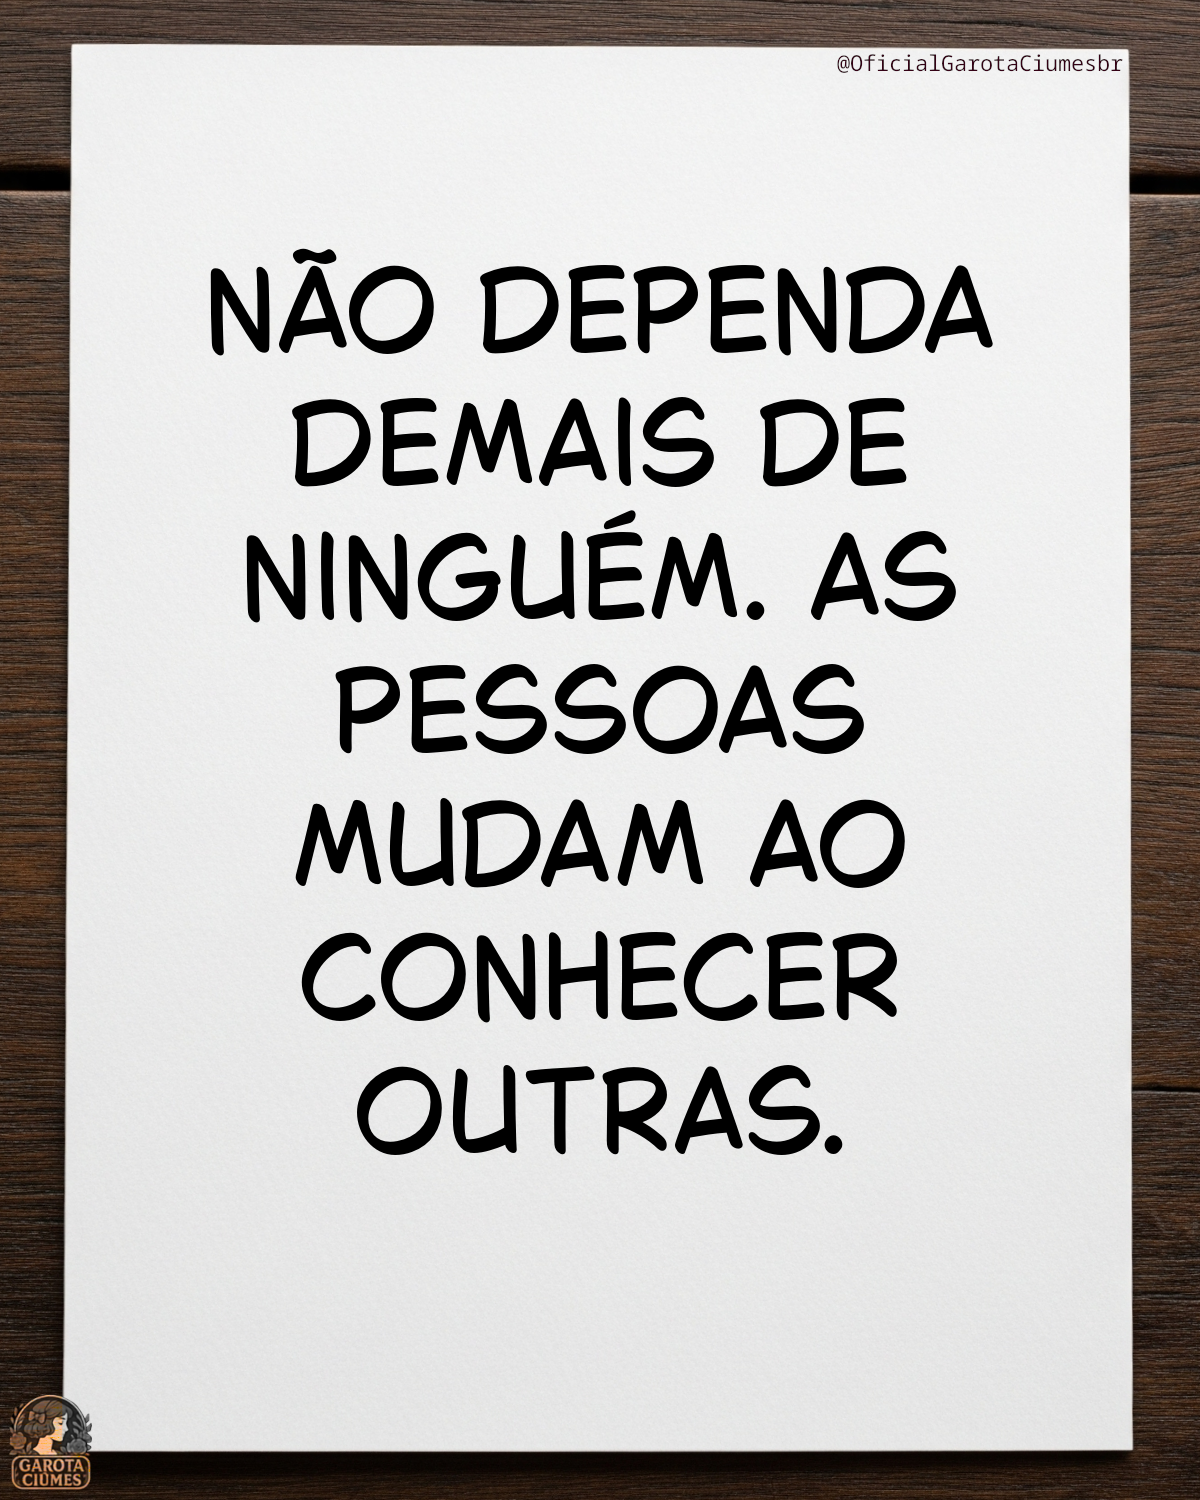 @OficialGarotaCiumesbr
NÃO DEPENDA
DEMAIS DE
NINGUÉM. AS
PESSOAS
MUDAM AO
CONHECER
OUTRAS.
GAROTA
CIÚMES